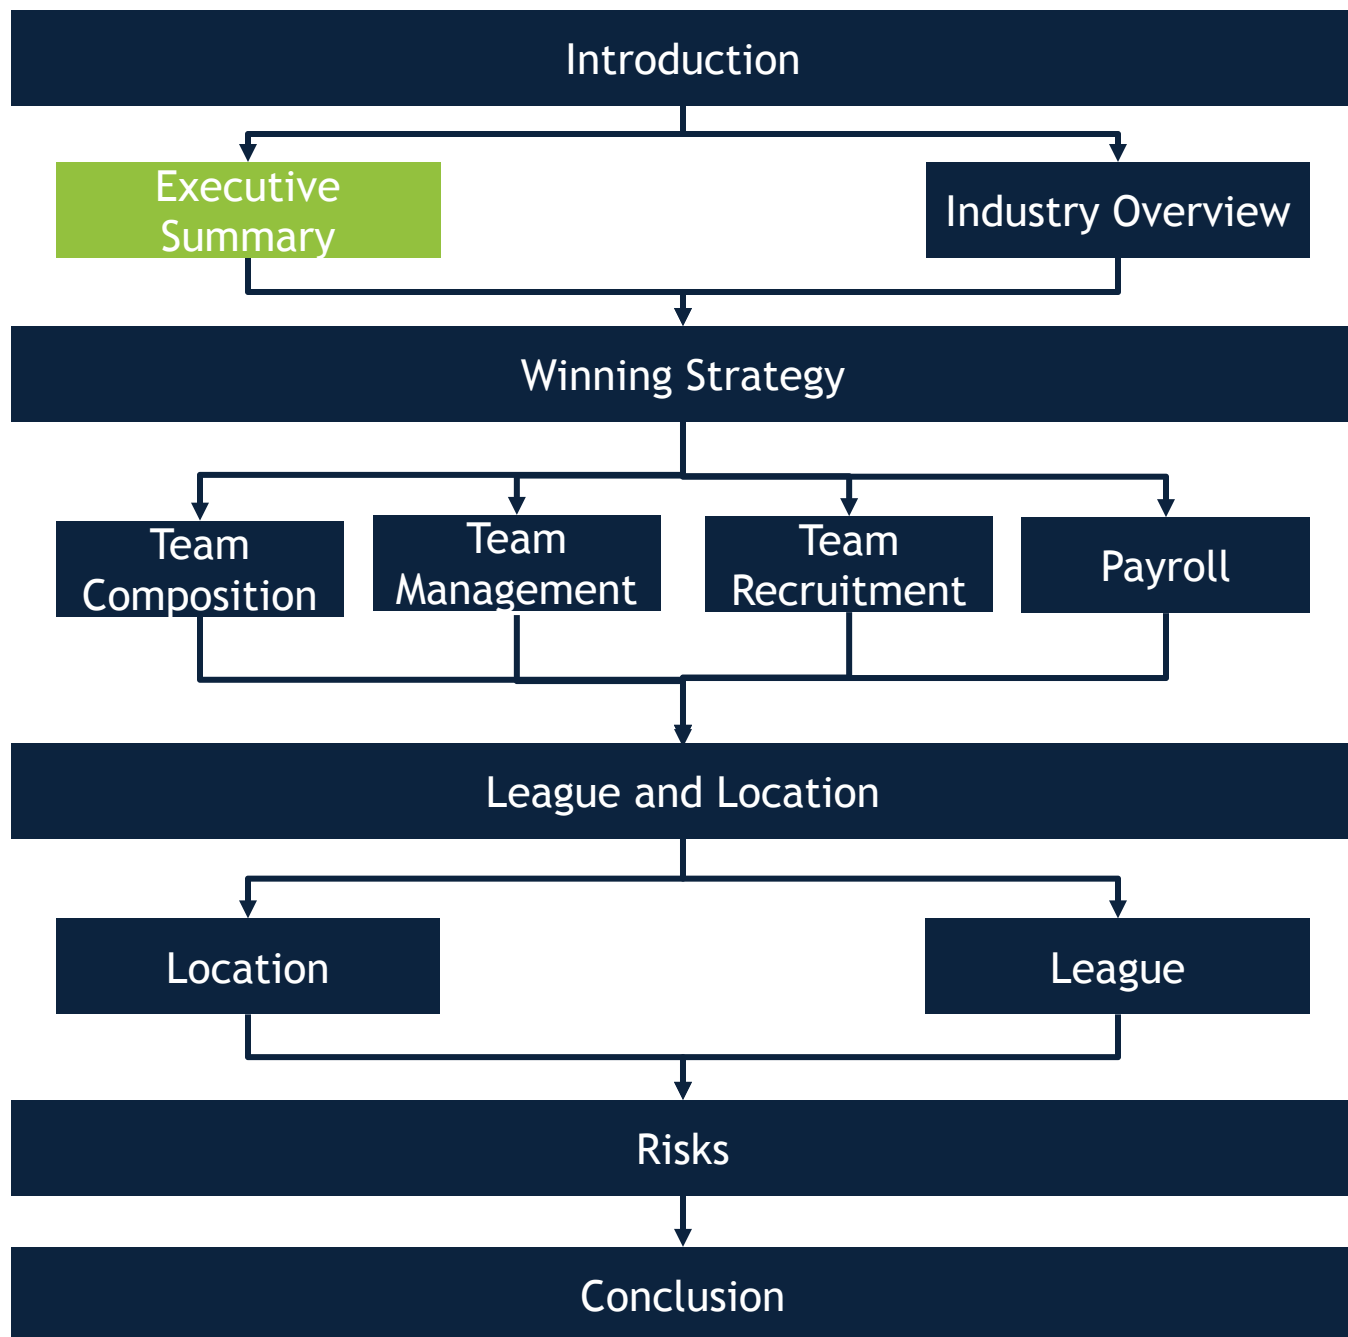 Introduction
Executive
Summary
Industry Overview
Winning Strategy
Team
Composition
Team
Management
Team
Recruitment
Payroll
League and Location
Location
League
Risks
Conclusion